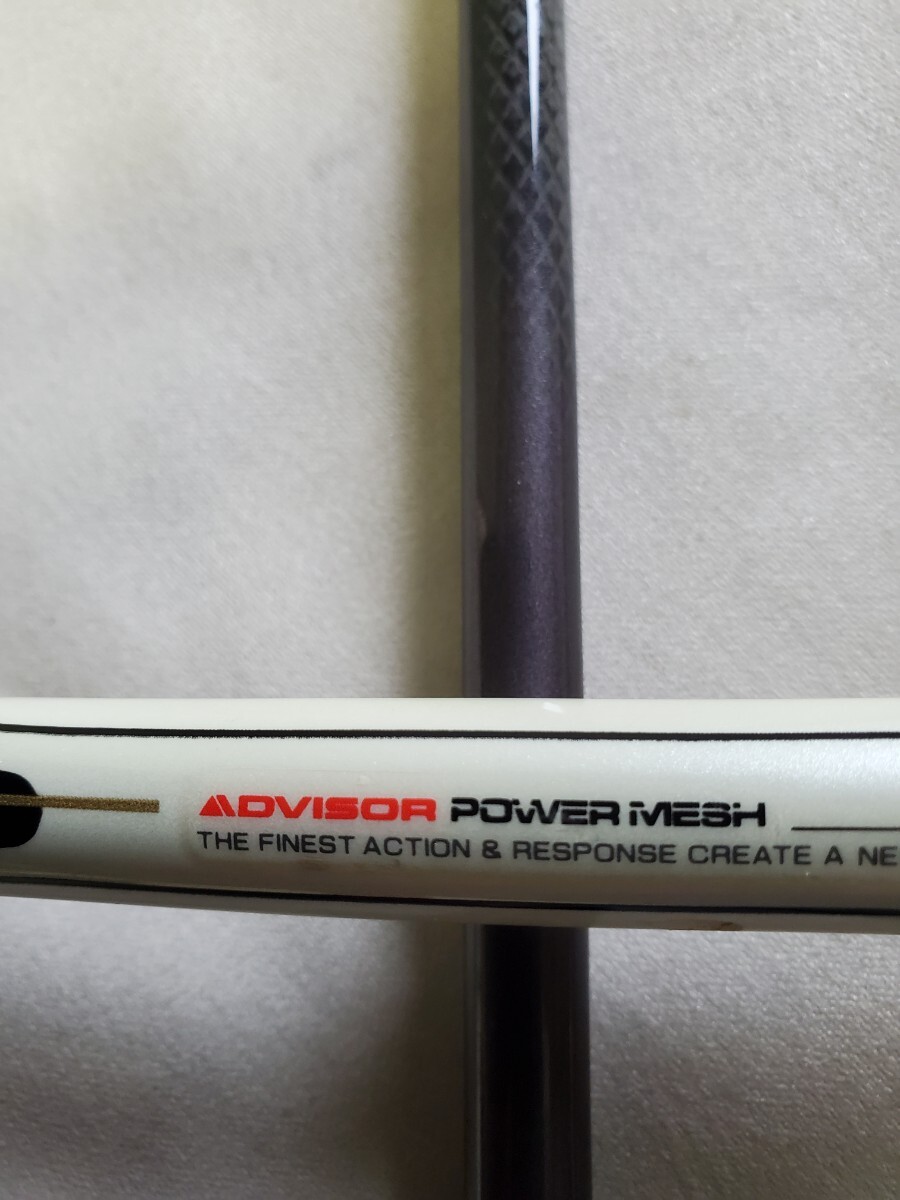 ADVISOR POWER MESH
THE FINEST ACTION & RESPONSE CREATE A NE